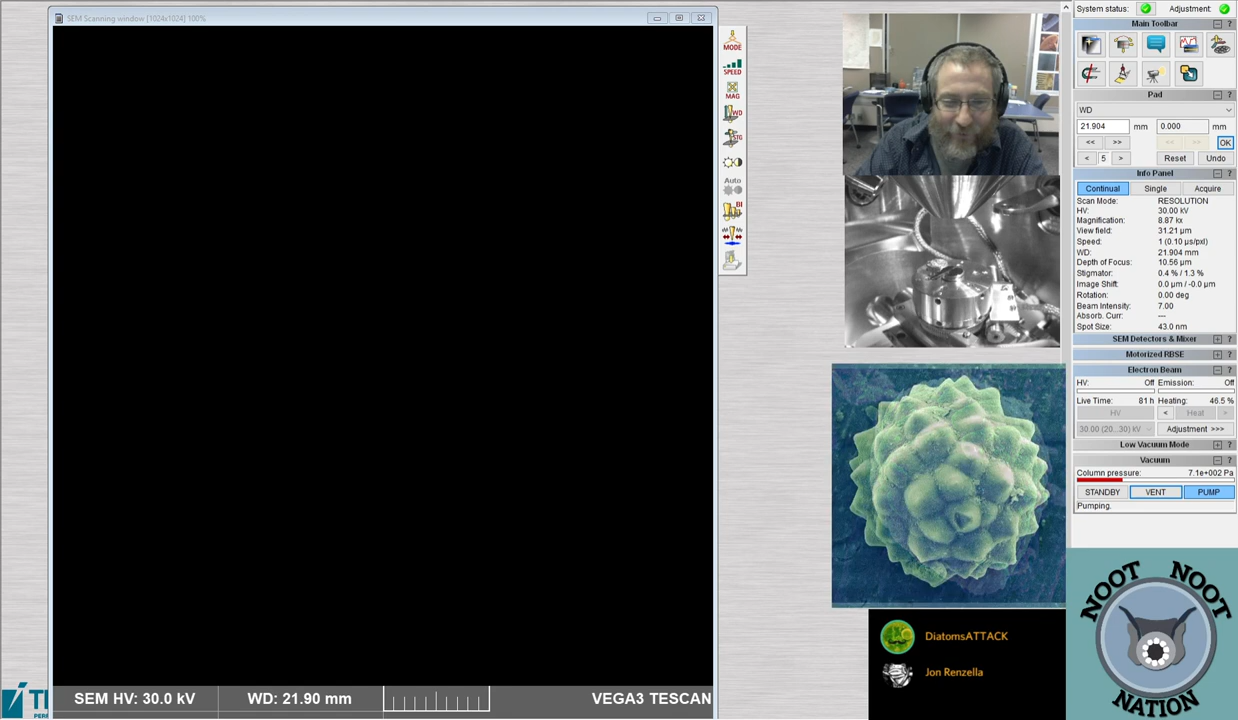 SEM Scanning window [1024x1024] 100%
MODE
SPEED
MAG
WD
STG
Auto
BI
SEM HV: 30.0 kV
WD: 21.90 mm
VEGA3 TESCAN
DiatomsATTACK
Jon Renzella
System status:
Adjustment:
Main Toolbar
Pad
WD
21.904 mm 0.000 mm
<< >> << >> OK
< 5 > Reset Undo
Info Panel
Continual Single Acquire
Scan Mode: RESOLUTION
HV: 30.00 kV
Magnification: 8.87 kx
View field: 31.21 µm
Speed: 1 (0.10 µs/pxl)
WD: 21.904 mm
Depth of Focus: 10.56 µm
Stigmator: 0.4 % / 1.3 %
Image Shift: 0.0 µm / -0.0 µm
Rotation: 0.00 deg
Beam Intensity: 7.00
Absorb. Curr: ---
Spot Size: 43.0 nm
SEM Detectors & Mixer
Motorized RBSE
Electron Beam
HV: Off Emission: Off
Live Time: 81 h Heating: 46.5 %
HV < Heat >
30.00 (20...30) kV Adjustment >>>
Low Vacuum Mode
Vacuum
Column pressure: 7.1e+002 Pa
STANDBY VENT PUMP
Pumping.
NOOT NOOT
NATION